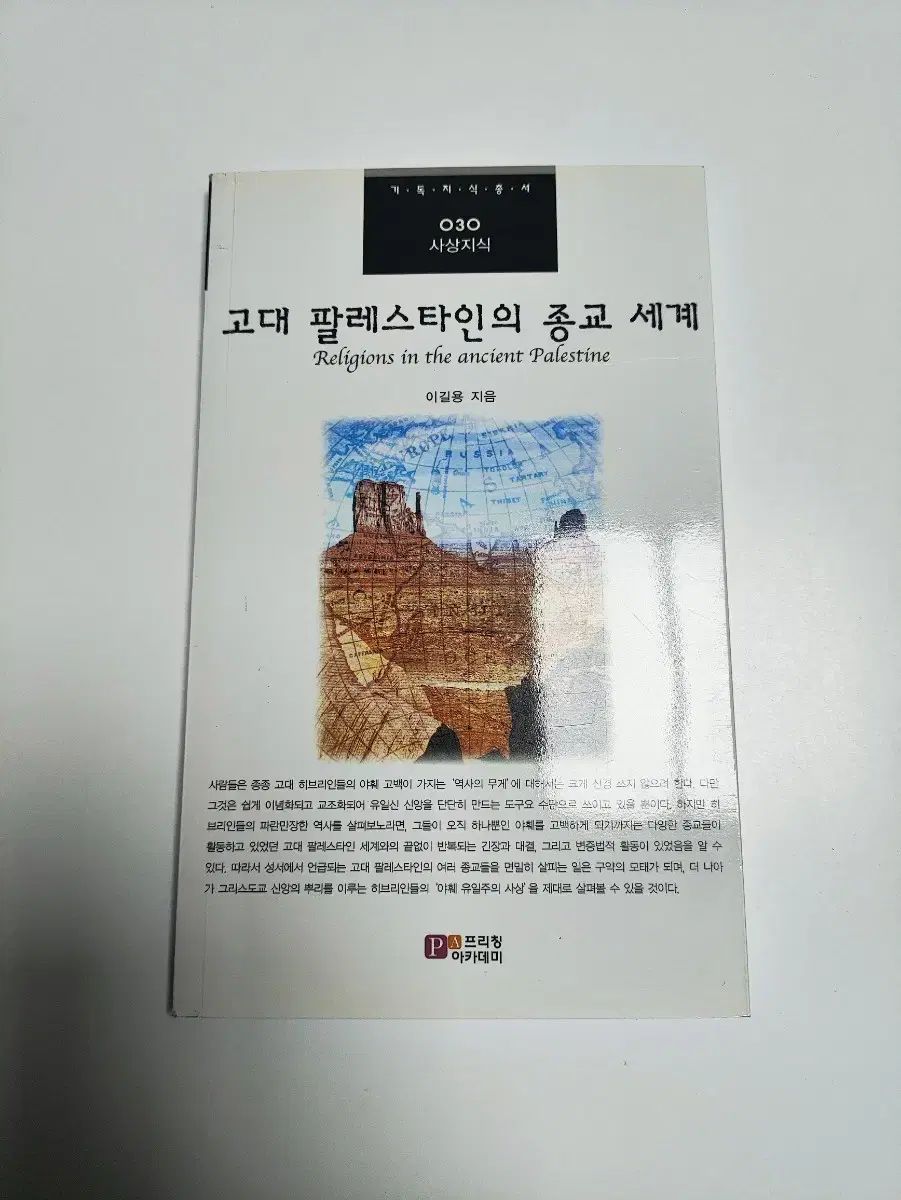 기·독·지·식·총·서
030
사상지식
고대 팔레스타인의 종교 세계
Religions in the ancient Palestine
이길용 지음
RUSSIA
TARTARY
THIBET
사람들은 종종 고대 히브리인들의 야훼 고백이 가지는 '역사의 무게'에 대해서는 크게 신경 쓰지 않으려 한다. 다만
그것은 쉽게 이념화되고 교조화되어 유일신 신앙을 단단히 만드는 도구요 수단으로 쓰이고 있을 뿐이다. 하지만 히
브리인들의 파란만장한 역사를 살펴보노라면, 그들이 오직 하나뿐인 야훼를 고백하게 되기까지는 다양한 종교들이
활동하고 있었던 고대 팔레스타인 세계와의 끝없이 반복되는 긴장과 대결, 그리고 변증법적 활동이 있었음을 알 수
있다. 따라서 성서에서 언급되는 고대 팔레스타인의 여러 종교들을 면밀히 살피는 일은 구약의 모태가 되며, 더 나아
가 그리스도교 신앙의 뿌리를 이루는 히브리인들의 '야훼 유일주의 사상'을 제대로 살펴볼 수 있을 것이다.
PA 프리칭
아카데미